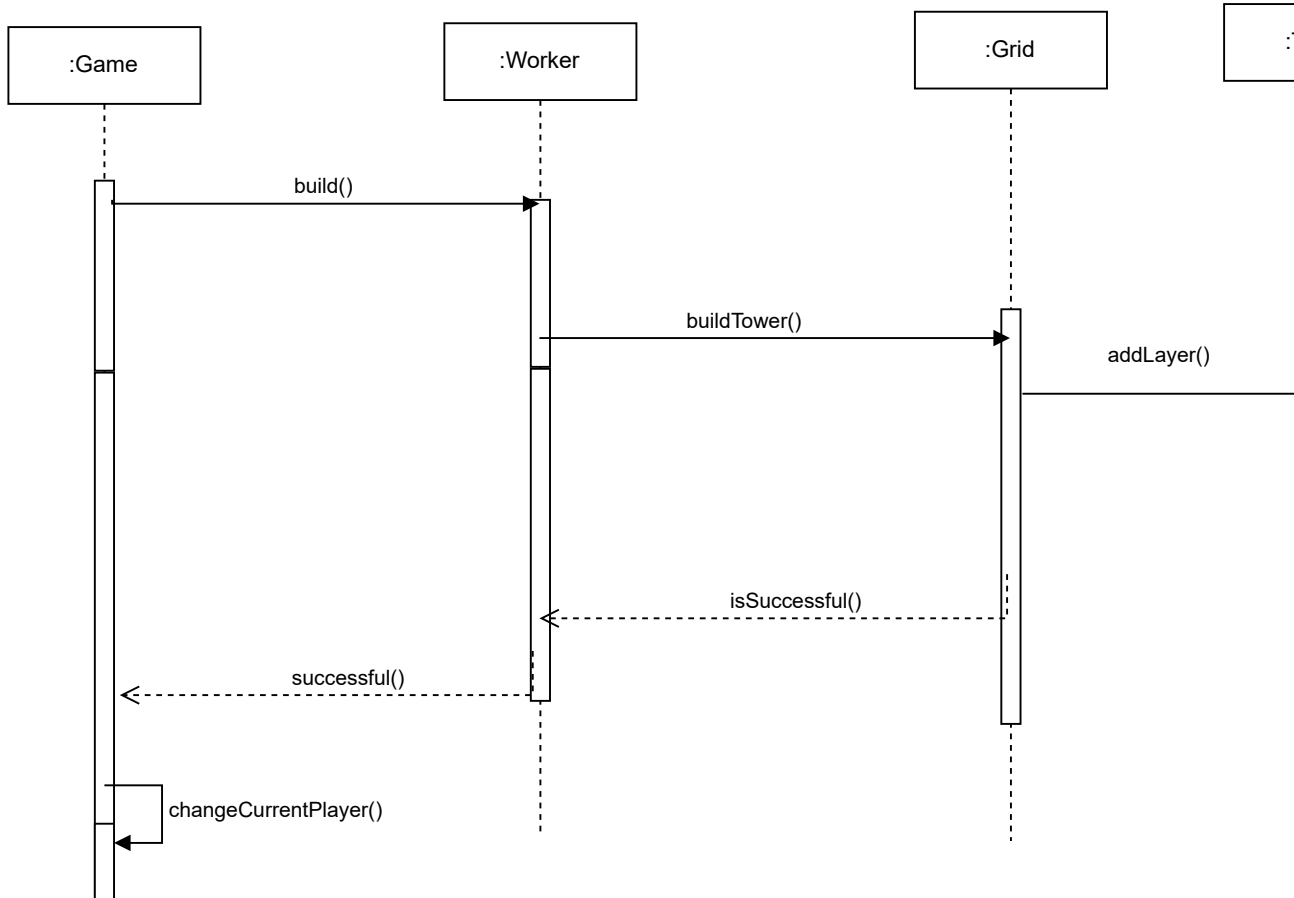 :Game
:Worker
:Grid
build()
buildTower()
addLayer()
isSuccessful()
successful()
changeCurrentPlayer()